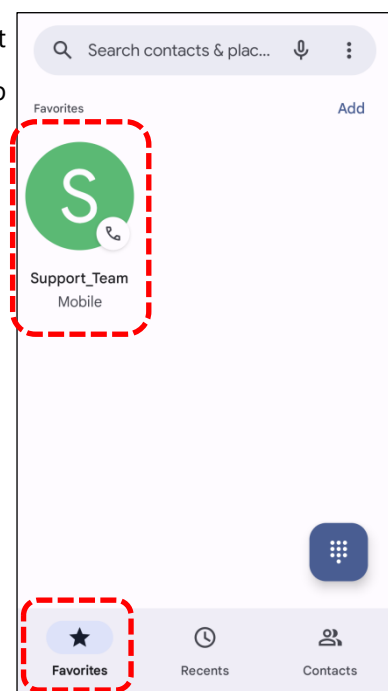 Search contacts & plac...
Favorites Add
S
Support_Team
Mobile
Favorites Recents Contacts